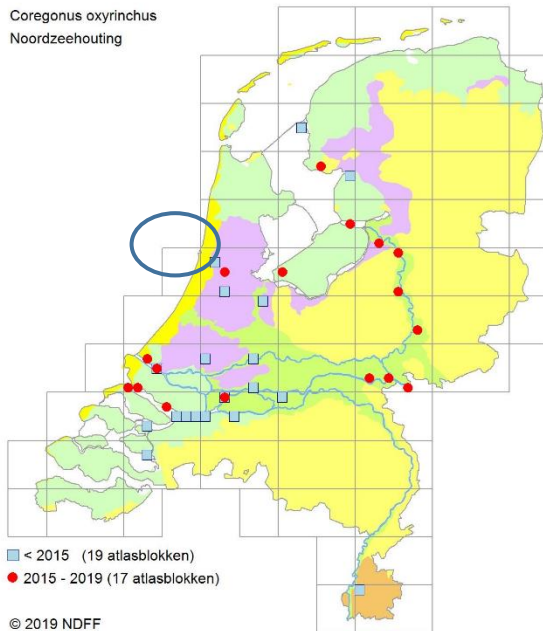 Coregonus oxyrinchus
Noordzeehouting
< 2015 (19 atlasblokken)
2015 - 2019 (17 atlasblokken)
© 2019 NDFF